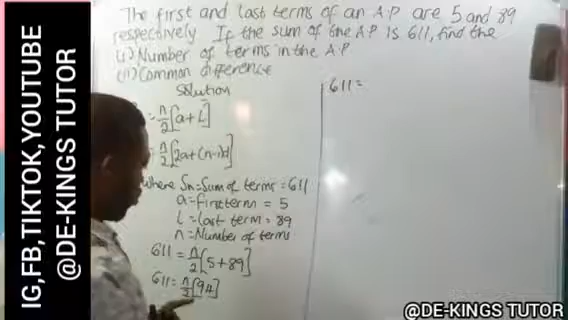 The first and last terms of an A.P are 5 and 89
respectively If the sum of the A.P is 611, find the
(i) Number of terms in the A.P
(ii) Common difference
Solution
= n/2[a+L]
= n/2[2a+(n-1)d]
where Sn=Sum of terms = 611
a=first term = 5
L = last term = 89
n = Number of terms
611 = n/2[5+89]
611 = n/2[94]
611 =
IG,FB,TIKTOK,YOUTUBE
@DE-KINGS TUTOR
@DE-KINGS TUTOR